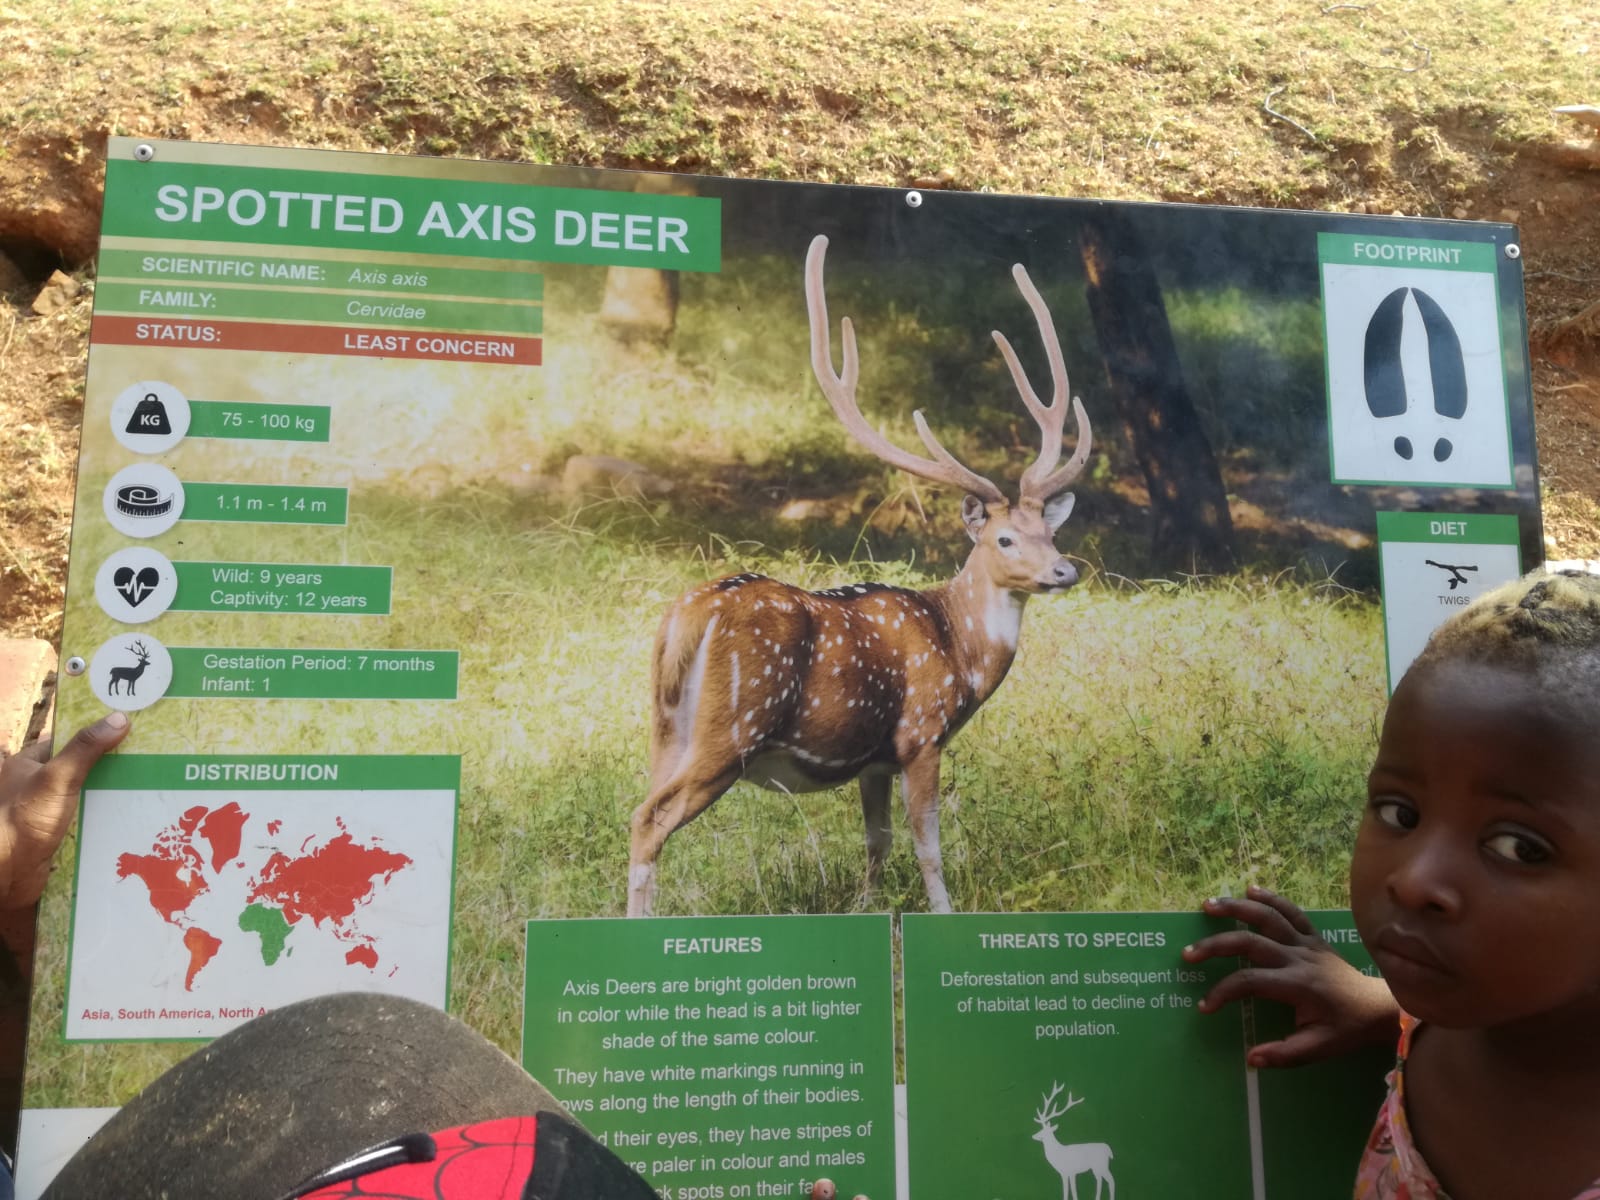 SPOTTED AXIS DEER
SCIENTIFIC NAME: Axis axis
FAMILY: Cervidae
STATUS: LEAST CONCERN
KG
75 - 100 kg
1.1 m - 1.4 m
Wild: 9 years
Captivity: 12 years
Gestation Period: 7 months
Infant: 1
DISTRIBUTION
Asia, South America, North
FOOTPRINT
DIET
TWIGS
FEATURES
Axis Deers are bright golden brown
in color while the head is a bit lighter
shade of the same colour.
They have white markings running in
along the length of their bodies.
their eyes, they have stripes of
paler in colour and males
spots on their
THREATS TO SPECIES
Deforestation and subsequent loss
of habitat lead to decline of the
population.
of